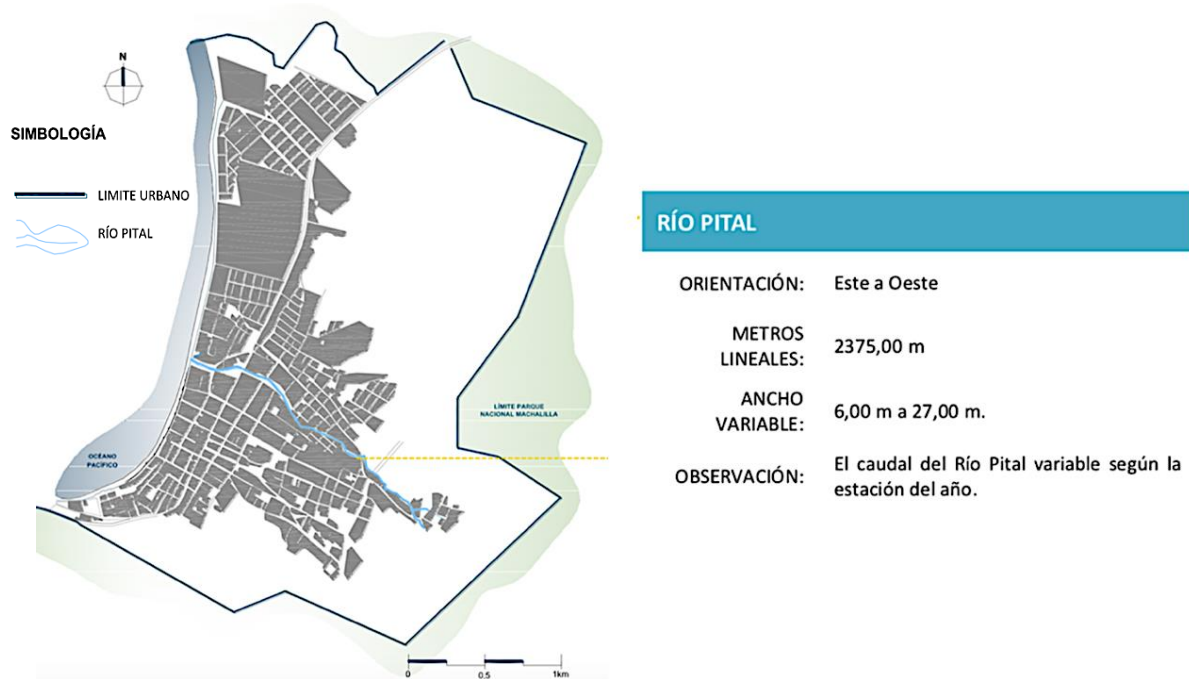 N
SIMBOLOGÍA
LIMITE URBANO
RÍO PITAL
OCÉANO
PACÍFICO
LÍMITE PARQUE
NACIONAL MACHALILLA
0 0.5 1km
RÍO PITAL
ORIENTACIÓN: Este a Oeste
METROS
LINEALES: 2375,00 m
ANCHO
VARIABLE: 6,00 m a 27,00 m.
OBSERVACIÓN: El caudal del Río Pital variable según la
estación del año.